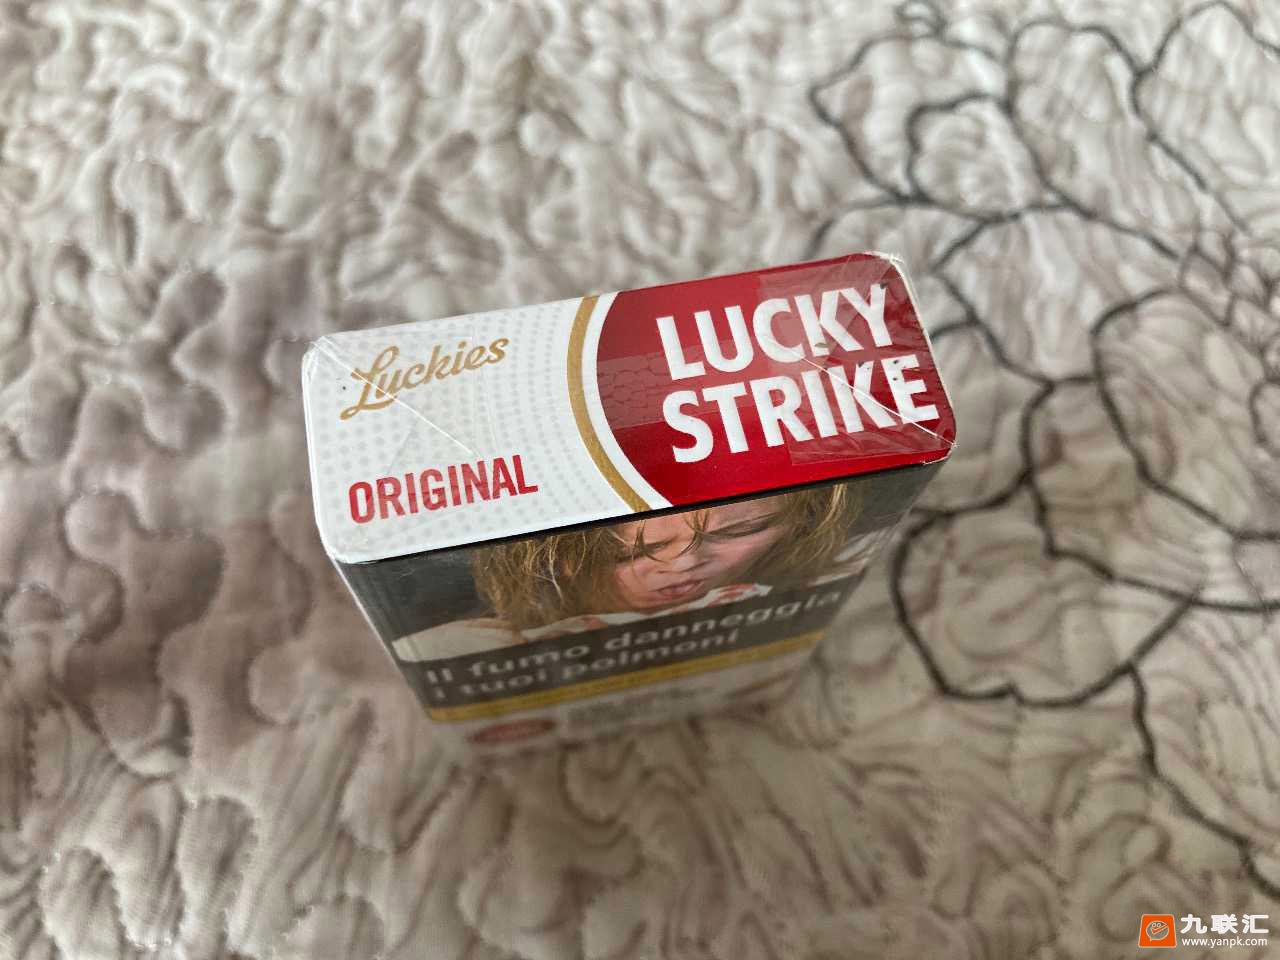 Luckies
ORIGINAL
LUCKY
STRIKE
Il fumo danneggia
i tuoi polmoni
九联汇
www.yanpk.com